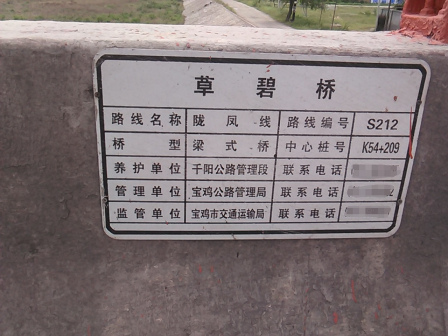 草碧桥
路线名称 陇凤线 路线编号 S212
桥型 梁式桥 中心桩号 K54+209
养护单位 千阳公路管理段 联系电话
管理单位 宝鸡公路管理局 联系电话
监管单位 宝鸡市交通运输局 联系电话